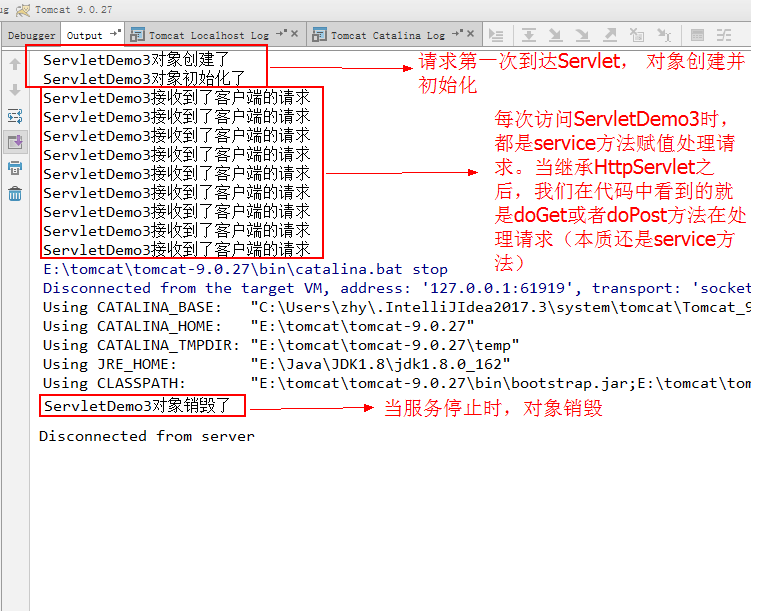 ug Tomcat 9.0.27
Debugger Output Tomcat Localhost Log Tomcat Catalina Log
ServletDemo3对象创建了
ServletDemo3对象初始化了
请求第一次到达Servlet， 对象创建并
初始化
ServletDemo3接收到了客户端的请求
ServletDemo3接收到了客户端的请求
ServletDemo3接收到了客户端的请求
ServletDemo3接收到了客户端的请求
ServletDemo3接收到了客户端的请求
ServletDemo3接收到了客户端的请求
ServletDemo3接收到了客户端的请求
ServletDemo3接收到了客户端的请求
ServletDemo3接收到了客户端的请求
每次访问ServletDemo3时，
都是service方法赋值处理请
求。当继承HttpServlet之
后，我们在代码中看到的就
是doGet或者doPost方法在处
理请求（本质还是service方
法）
E:\tomcat\tomcat-9.0.27\bin\catalina.bat stop
Disconnected from the target VM, address: '127.0.0.1:61919', transport: 'socket
Using CATALINA_BASE: "C:\Users\zhy\.IntelliJIdea2017.3\system\tomcat\Tomcat_9
Using CATALINA_HOME: "E:\tomcat\tomcat-9.0.27"
Using CATALINA_TMPDIR: "E:\tomcat\tomcat-9.0.27\temp"
Using JRE_HOME: "E:\Java\JDK1.8\jdk1.8.0_162"
Using CLASSPATH: "E:\tomcat\tomcat-9.0.27\bin\bootstrap.jar;E:\tomcat\tom
ServletDemo3对象销毁了
当服务停止时，对象销毁
Disconnected from server